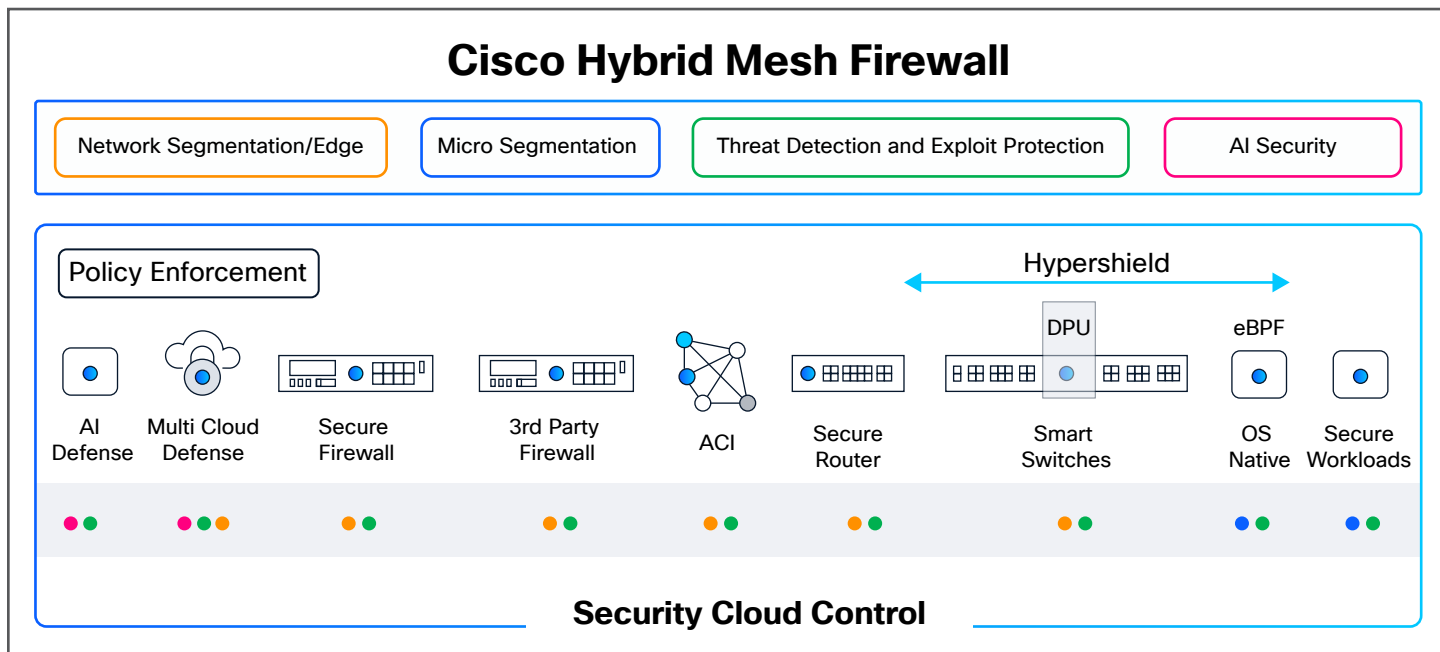 Cisco Hybrid Mesh Firewall
Network Segmentation/Edge
Micro Segmentation
Threat Detection and Exploit Protection
AI Security
Policy Enforcement
Hypershield
DPU
eBPF
AI
Defense
Multi Cloud
Defense
Secure
Firewall
3rd Party
Firewall
ACI
Secure
Router
Smart
Switches
OS
Native
Secure
Workloads
Security Cloud Control